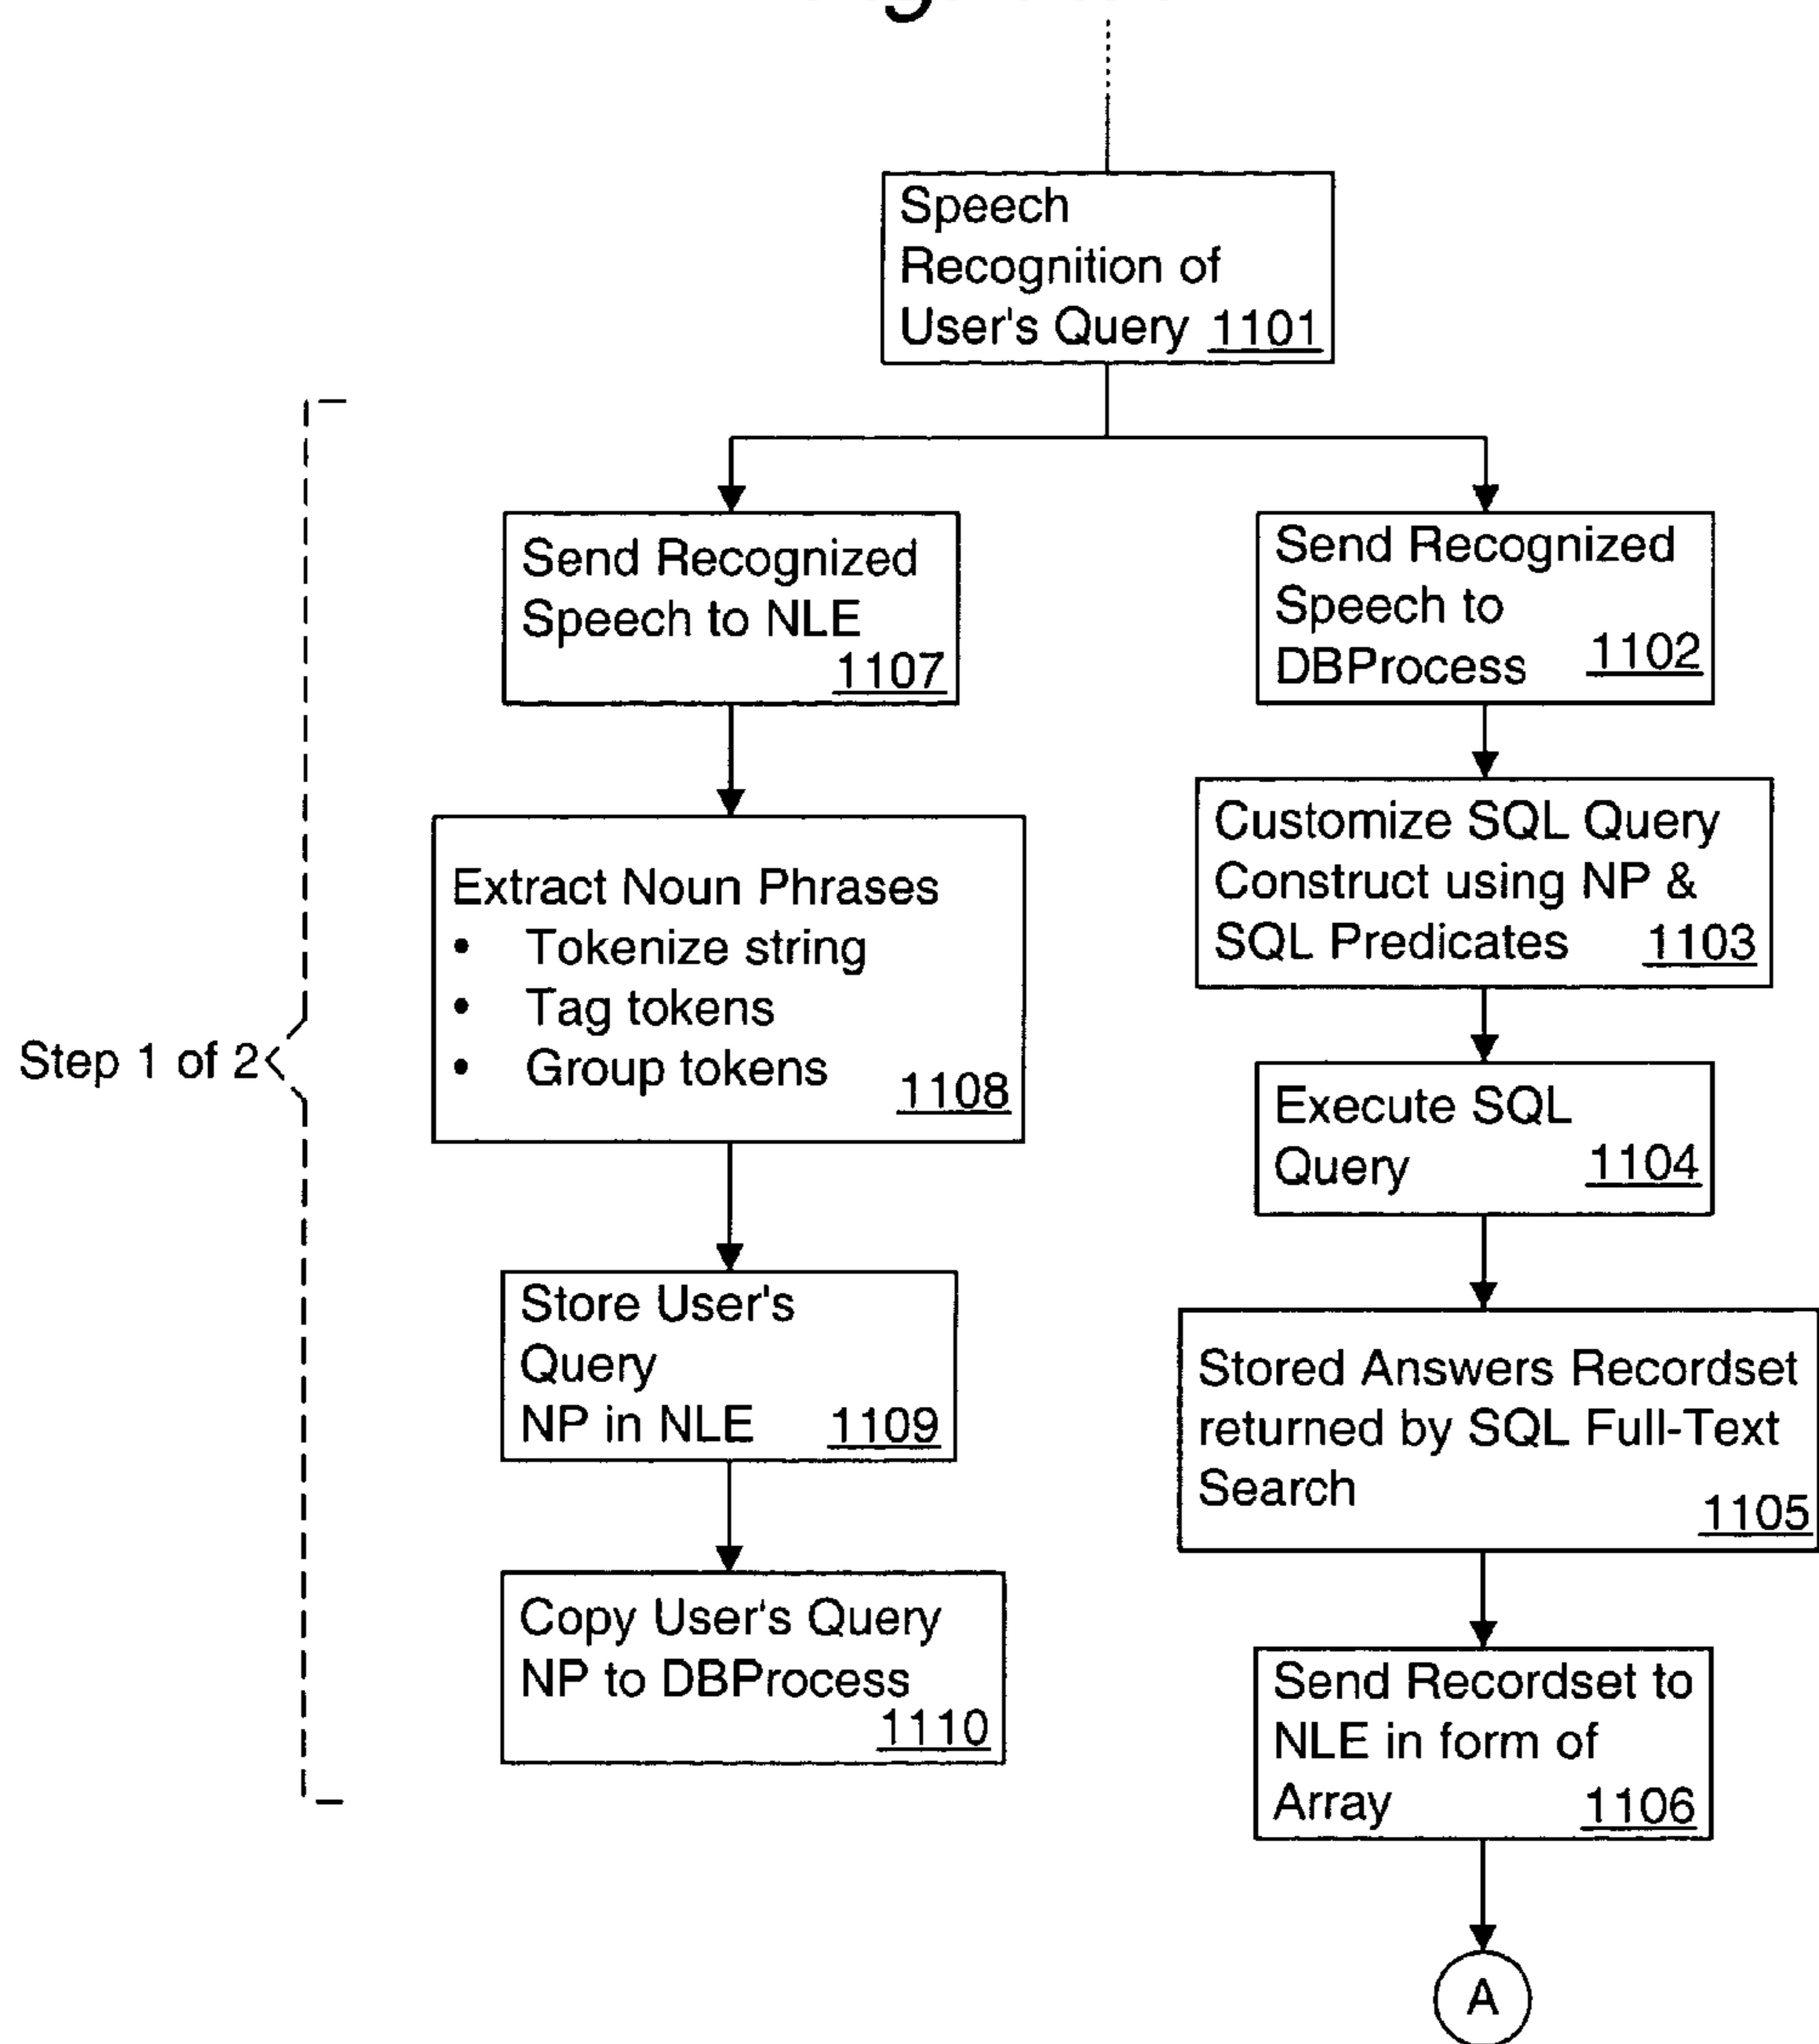 Speech
Recognition of
User's Query 1101
Send Recognized
Speech to NLE
1107
Send Recognized
Speech to
DBProcess 1102
Extract Noun Phrases
• Tokenize string
• Tag tokens
• Group tokens
1108
Customize SQL Query
Construct using NP &
SQL Predicates 1103
Step 1 of 2
Execute SQL
Query 1104
Store User's
Query
NP in NLE 1109
Stored Answers Recordset
returned by SQL Full-Text
Search
1105
Copy User's Query
NP to DBProcess
1110
Send Recordset to
NLE in form of
Array 1106
A